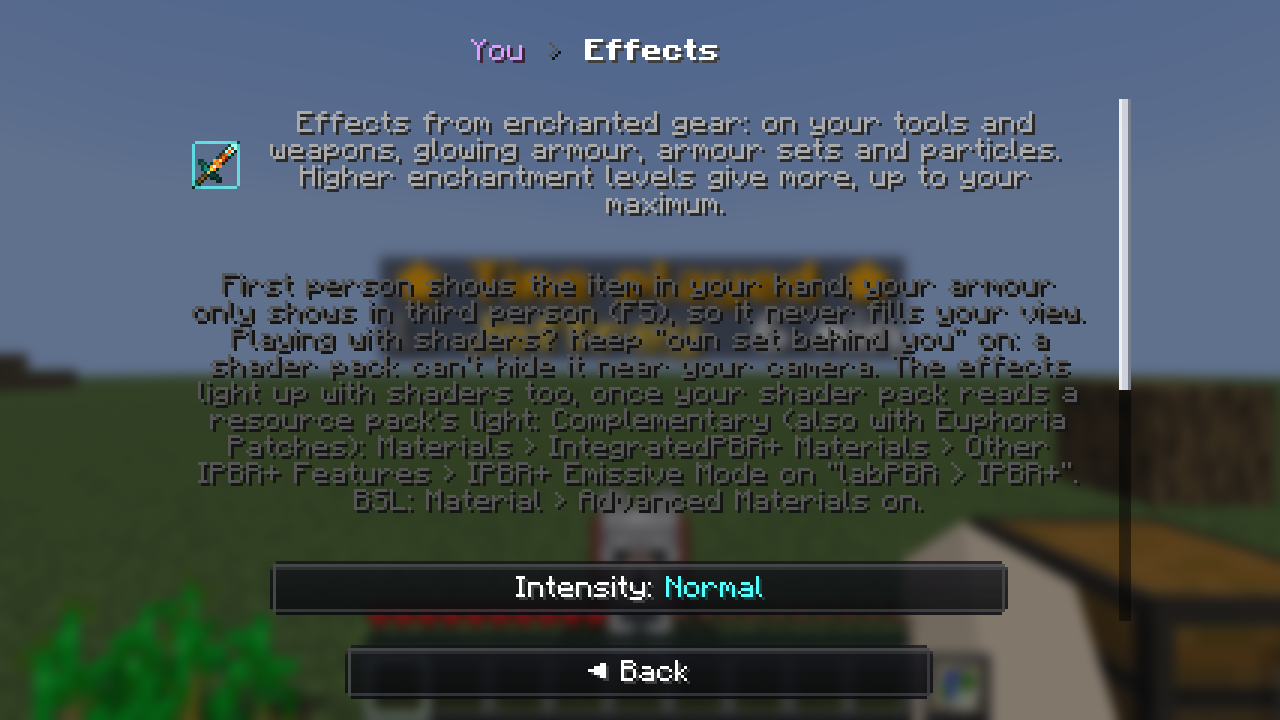 You > Effects
Effects from enchanted gear: on your tools and
weapons, glowing armour, armour sets and particles.
Higher enchantment levels give more, up to your
maximum.
First person shows the item in your hand; your armour
only shows in third person (F5), so it never fills your view.
Playing with shaders? Keep "own set behind you" on: a
shader pack can't hide it near your camera. The effects
light up with shaders too, once your shader pack reads a
resource pack's light: Complementary (also with Euphoria
Patches): Materials > IntegratedPBR+ Materials > Other
IPBR+ Features > IPBR+ Emissive Mode on "labPBR > IPBR+".
BSL: Material > Advanced Materials on.
Intensity: Normal
◄ Back